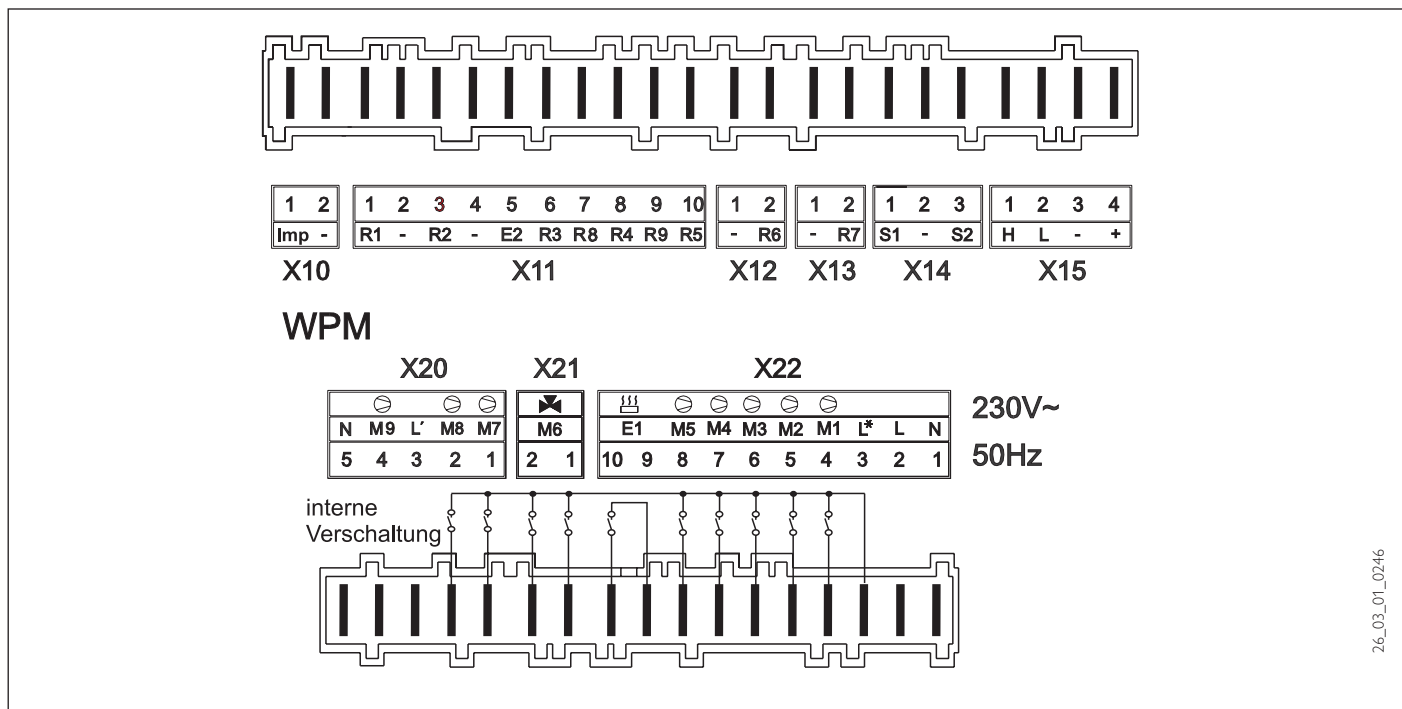 1 2 1 2 3 4 5 6 7 8 9 10 1 2 1 2 1 2 3 1 2 3 4
Imp - R1 - R2 - E2 R3 R8 R4 R9 R5 - R6 - R7 S1 - S2 H L - +
X10 X11 X12 X13 X14 X15
WPM
X20 X21 X22
230V~
N M9 L´ M8 M7 M6 E1 M5 M4 M3 M2 M1 L* L N
5 4 3 2 1 2 1 10 9 8 7 6 5 4 3 2 1 50Hz
interne
Verschaltung
26_03_01_0246